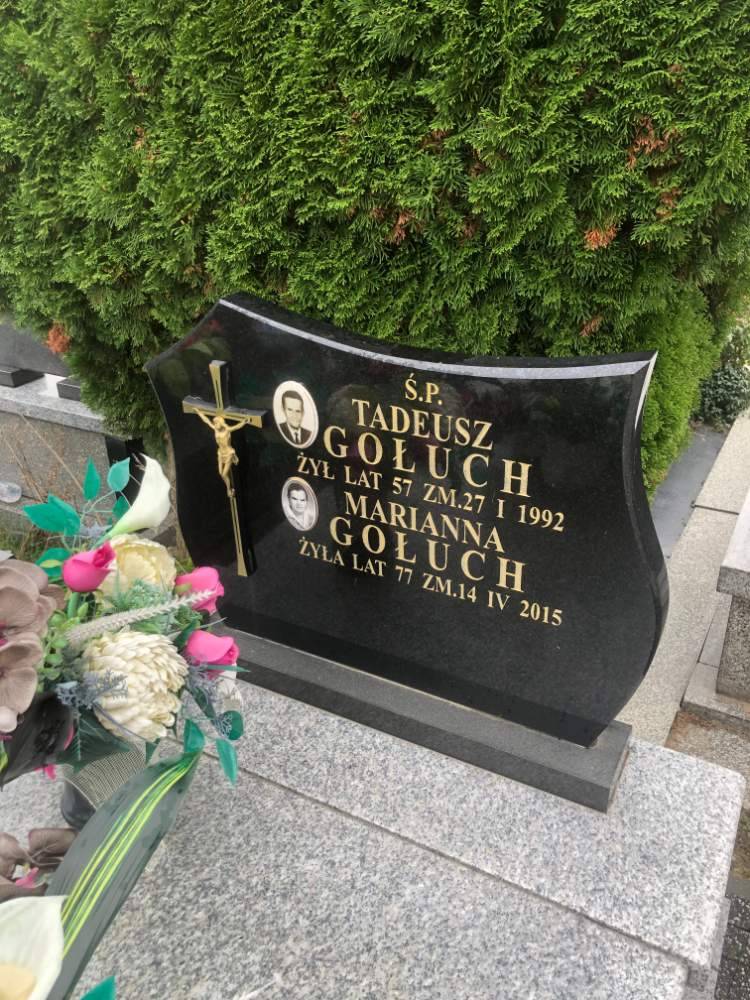 Ś.P.
TADEUSZ
GOŁUCH
ŻYŁ LAT 57 ZM.27 I 1992
MARIANNA
GOŁUCH
ŻYŁA LAT 77 ZM.14 IV 2015